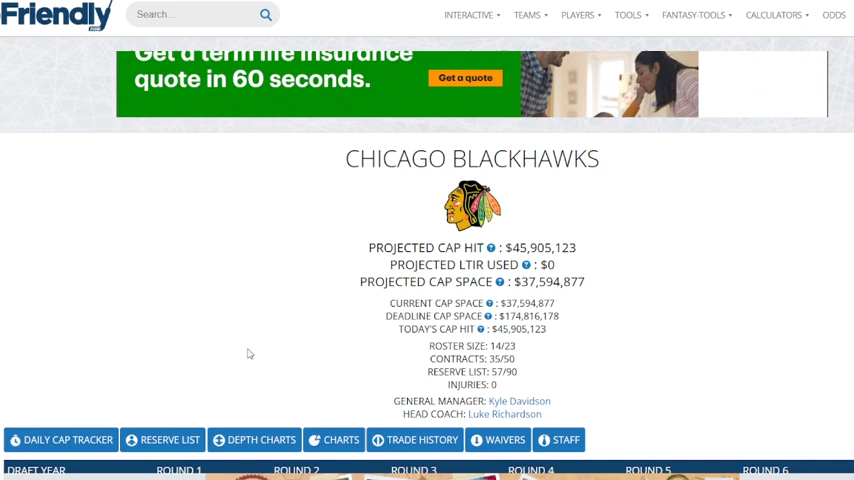 Friendly
Search...
INTERACTIVE
TEAMS
PLAYERS
TOOLS
FANTASY-TOOLS
CALCULATORS
ODDS
Get a term life insurance
quote in 60 seconds.
Get a quote
CHICAGO BLACKHAWKS
PROJECTED CAP HIT ? : $45,905,123
PROJECTED LTIR USED ? : $0
PROJECTED CAP SPACE ? : $37,594,877
CURRENT CAP SPACE ? : $37,594,877
DEADLINE CAP SPACE ? : $174,816,178
TODAY'S CAP HIT ? : $45,905,123
ROSTER SIZE: 14/23
CONTRACTS: 35/50
RESERVE LIST: 57/90
INJURIES: 0
GENERAL MANAGER: Kyle Davidson
HEAD COACH: Luke Richardson
DAILY CAP TRACKER
RESERVE LIST
DEPTH CHARTS
CHARTS
TRADE HISTORY
WAIVERS
STAFF
DRAFT YEAR
ROUND 1
ROUND 2
ROUND 3
ROUND 4
ROUND 5
ROUND 6